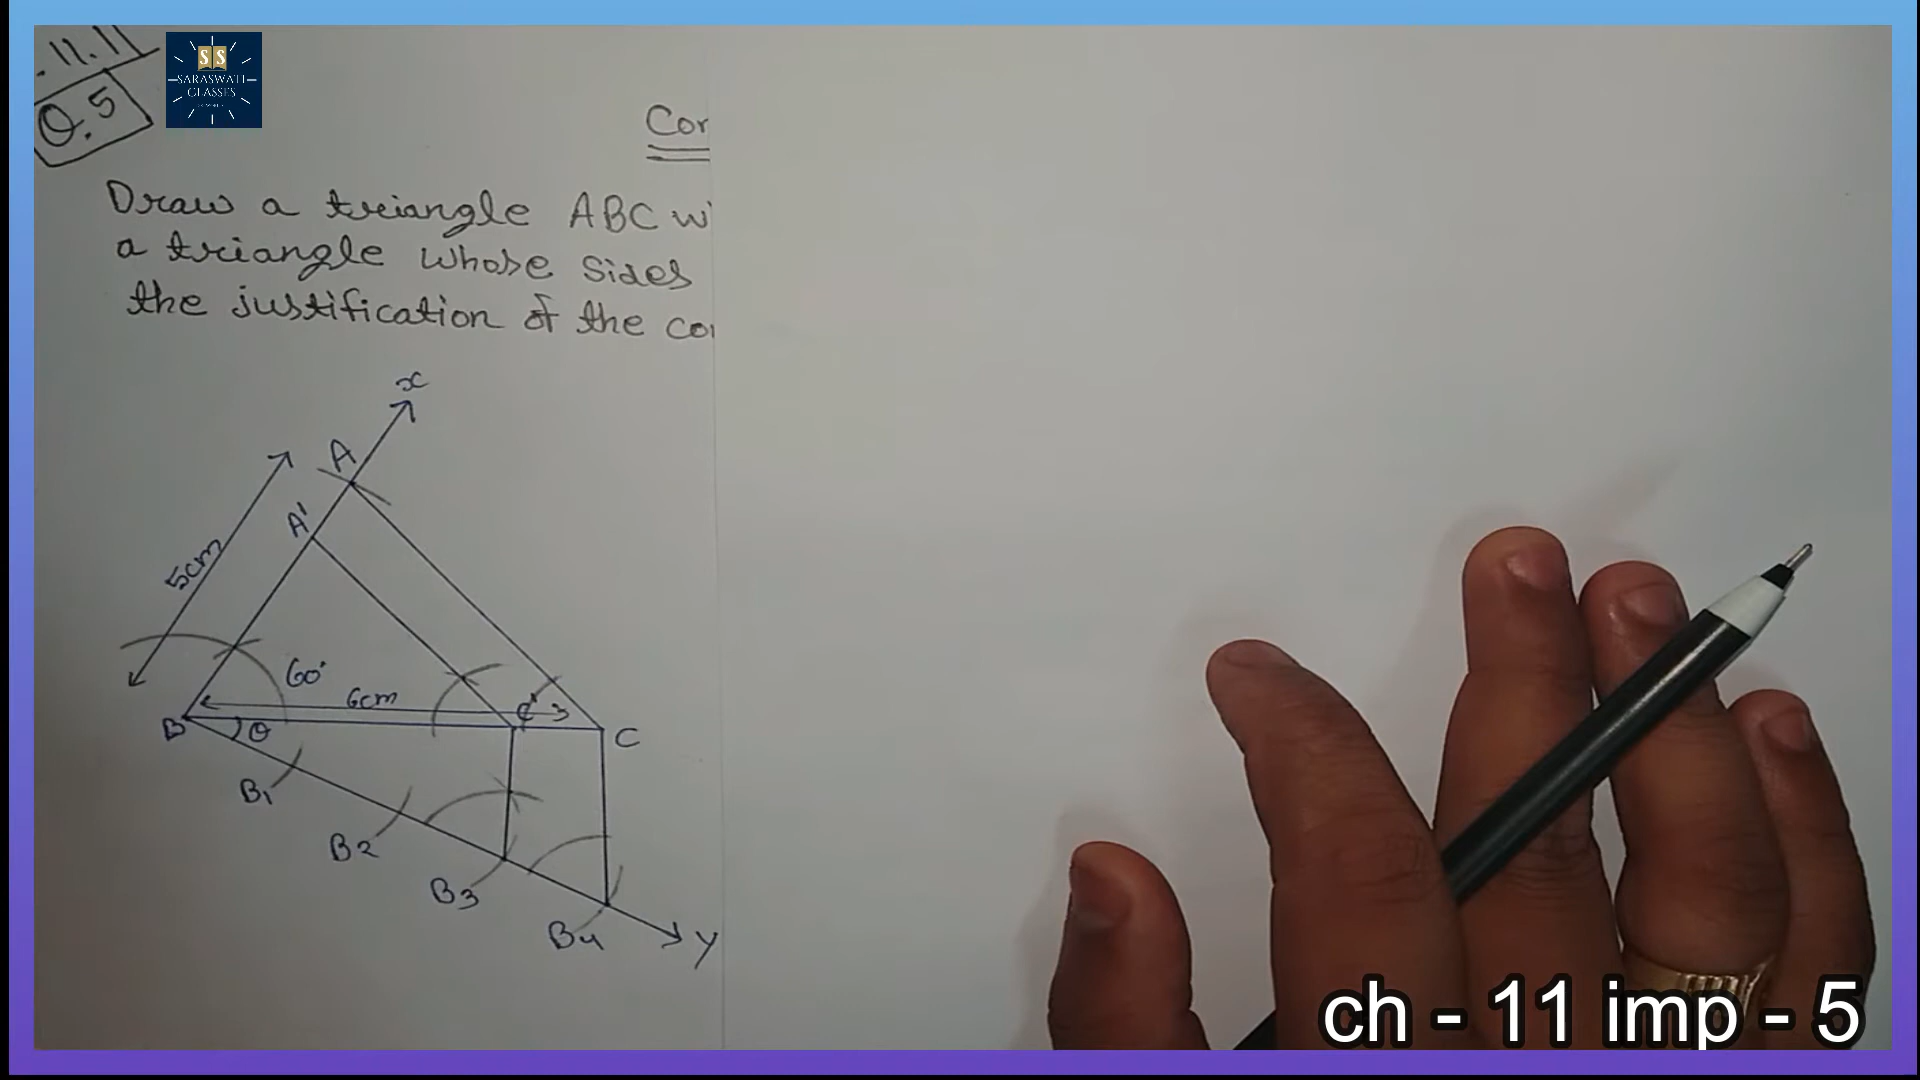 . 11.11
Q.5
SS
SARASWATI
CLASSES
Cor
Draw a triangle ABC w
a triangle whose sides
the justification of the con
x
A
A'
5cm
60°
6cm
C'
B
θ
C
B1
B2
B3
B4
y
ch - 11 imp - 5